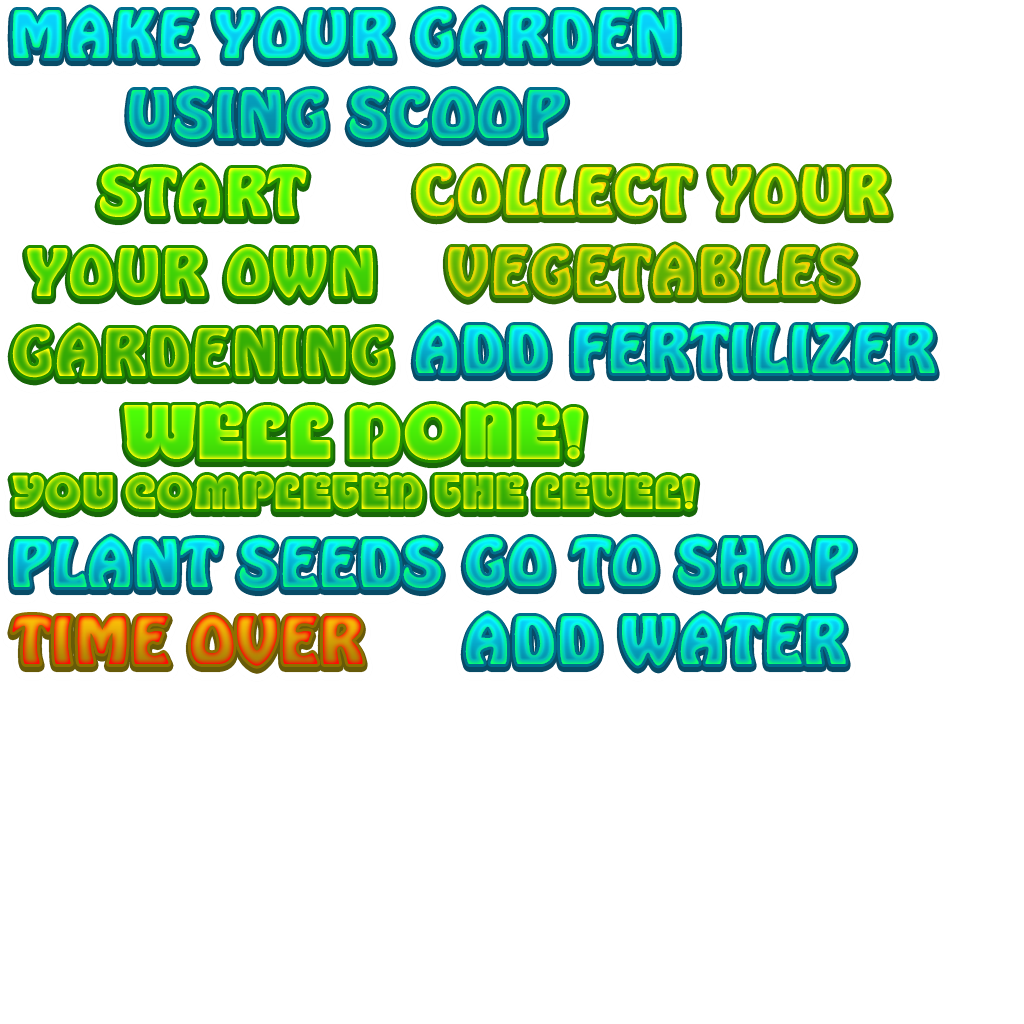 MAKE YOUR GARDEN
USING SCOOP
START
YOUR OWN
GARDENING
COLLECT YOUR
VEGETABLES
ADD FERTILIZER
WELL DONE!
YOU COMPLETED THE LEVEL!
PLANT SEEDS
GO TO SHOP
TIME OVER
ADD WATER